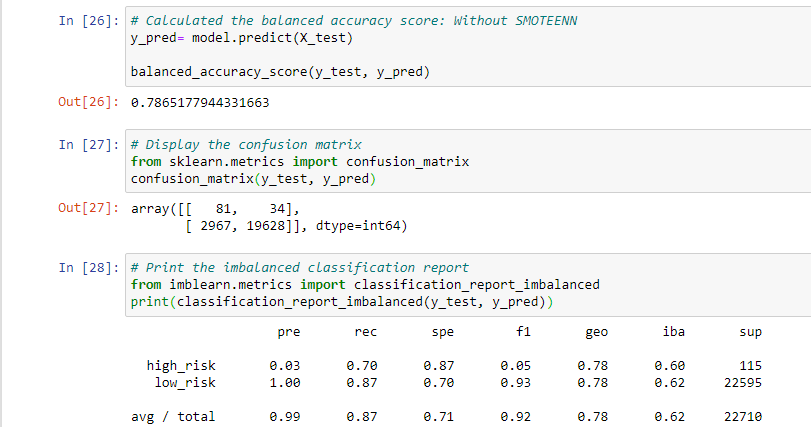 In [26]: # Calculated the balanced accuracy score: Without SMOTEENN
y_pred= model.predict(X_test)
balanced_accuracy_score(y_test, y_pred)
Out[26]: 0.7865177944331663
In [27]: # Display the confusion matrix
from sklearn.metrics import confusion_matrix
confusion_matrix(y_test, y_pred)
Out[27]: array([[   81,    34],
[ 2967, 19628]], dtype=int64)
In [28]: # Print the imbalanced classification report
from imblearn.metrics import classification_report_imbalanced
print(classification_report_imbalanced(y_test, y_pred))
pre rec spe f1 geo iba sup
high_risk 0.03 0.70 0.87 0.05 0.78 0.60 115
low_risk 1.00 0.87 0.70 0.93 0.78 0.62 22595
avg / total 0.99 0.87 0.71 0.92 0.78 0.62 22710